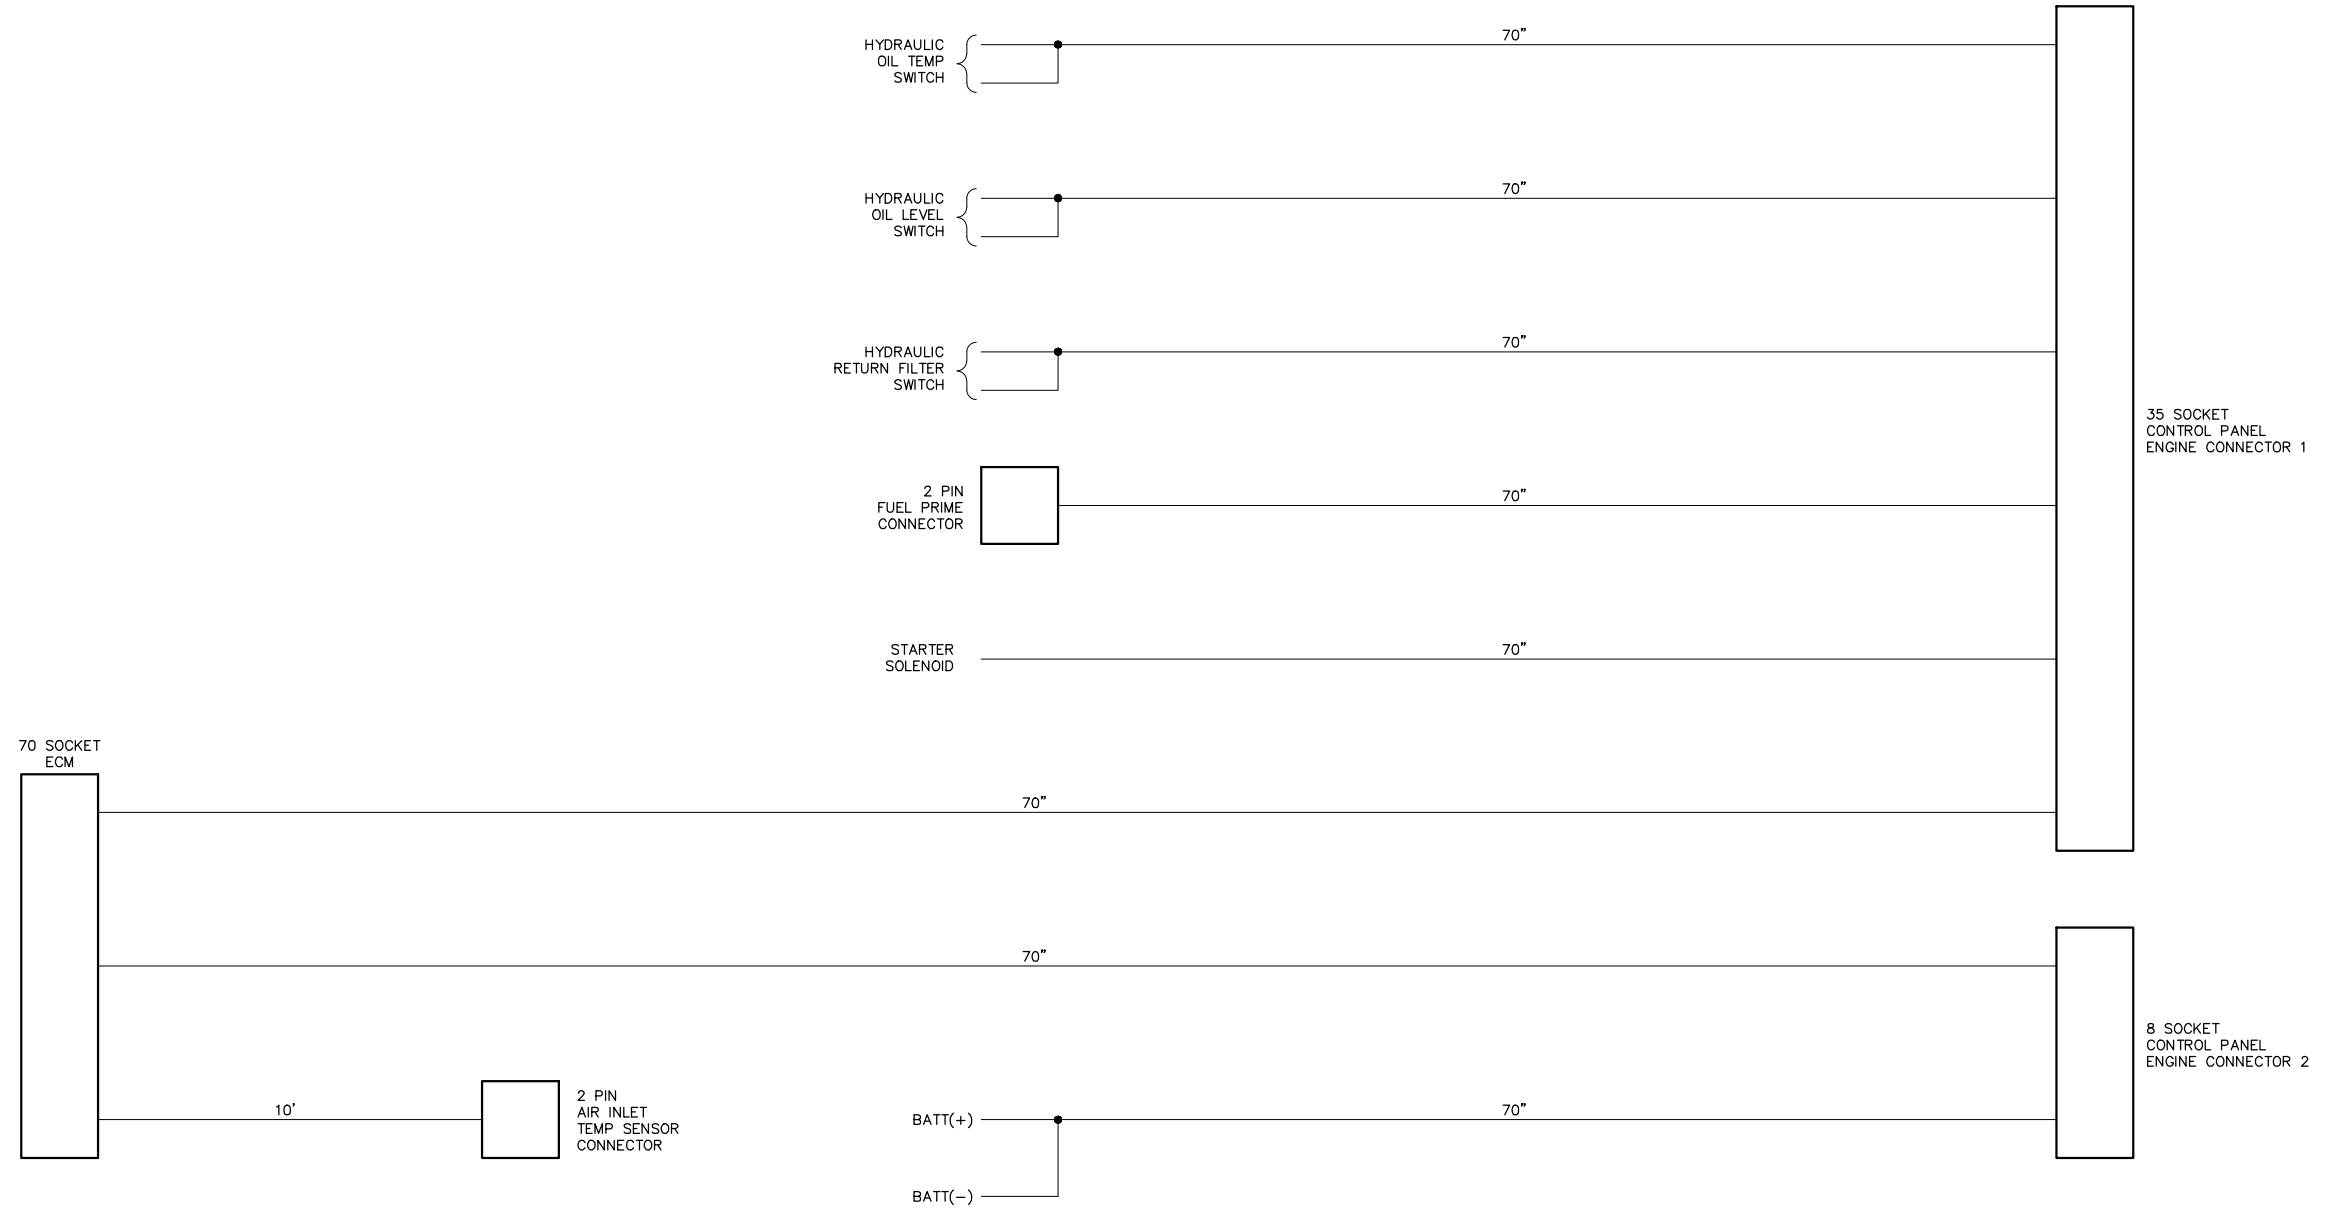 70”
HYDRAULIC
OIL TEMP
SWITCH
70”
HYDRAULIC
OIL LEVEL
SWITCH
70”
HYDRAULIC
RETURN FILTER
SWITCH
35 SOCKET
CONTROL PANEL
ENGINE CONNECTOR 1
70”
2 PIN
FUEL PRIME
CONNECTOR
70”
STARTER
SOLENOID
70 SOCKET
ECM
70”
70”
8 SOCKET
CONTROL PANEL
ENGINE CONNECTOR 2
10’
2 PIN
AIR INLET
TEMP SENSOR
CONNECTOR
70”
BATT(+)
BATT(−)